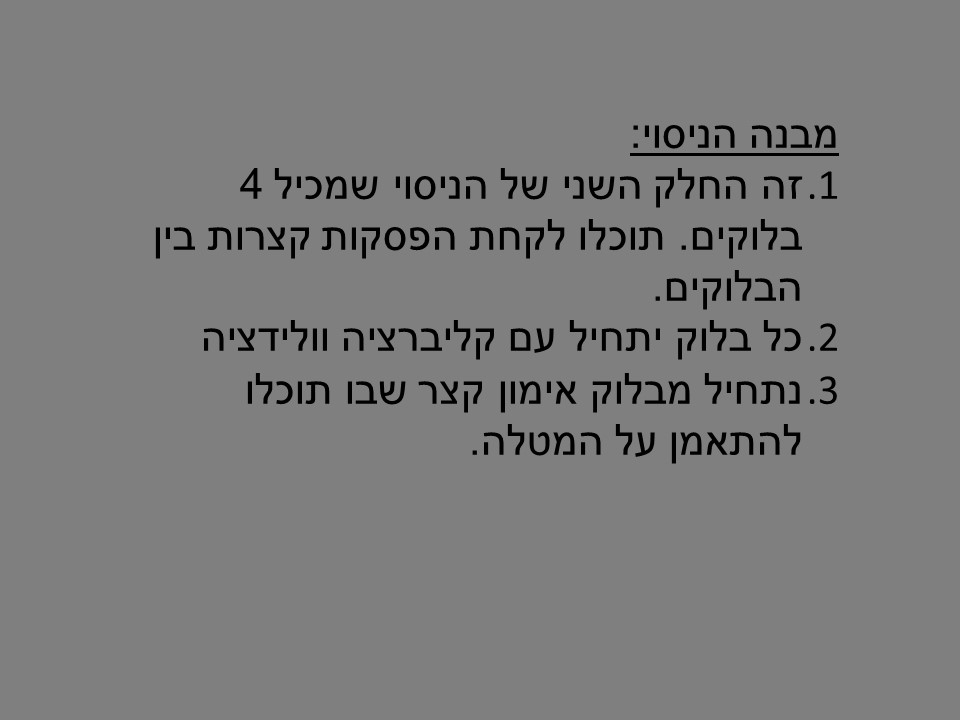 מבנה הניסוי:
1. זה החלק השני של הניסוי שמכיל 4
בלוקים. תוכלו לקחת הפסקות קצרות בין
הבלוקים.
2. כל בלוק יתחיל עם קליברציה וולידציה
3. נתחיל מבלוק אימון קצר שבו תוכלו
להתאמן על המטלה.